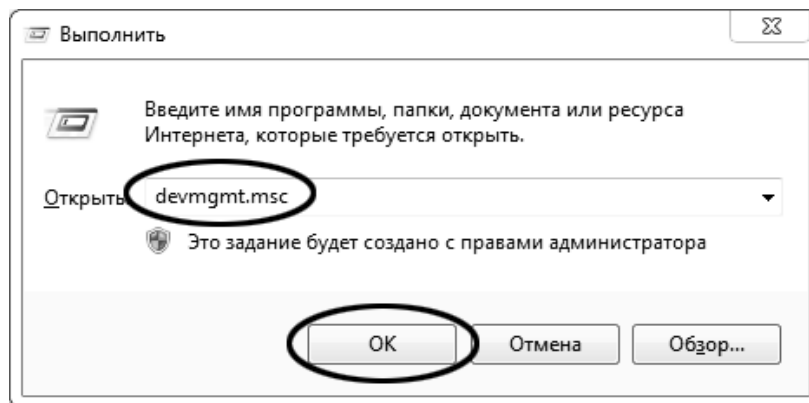 Выполнить
Введите имя программы, папки, документа или ресурса
Интернета, которые требуется открыть.
Открыть devmgmt.msc
Это задание будет создано с правами администратора
OK Отмена Обзор...